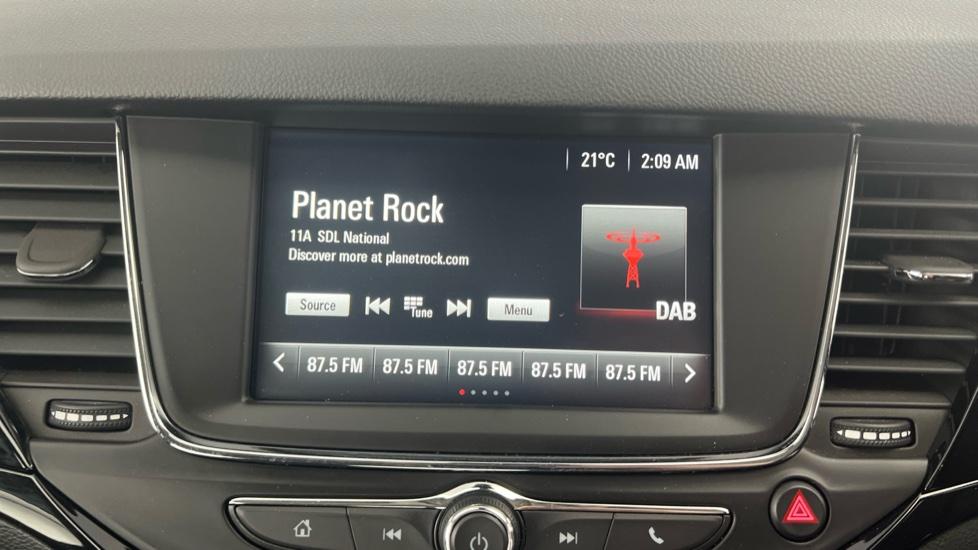 21°C 2:09 AM
Planet Rock
11A SDL National
Discover more at planetrock.com
Source Tune Menu
DAB
87.5 FM 87.5 FM 87.5 FM 87.5 FM 87.5 FM